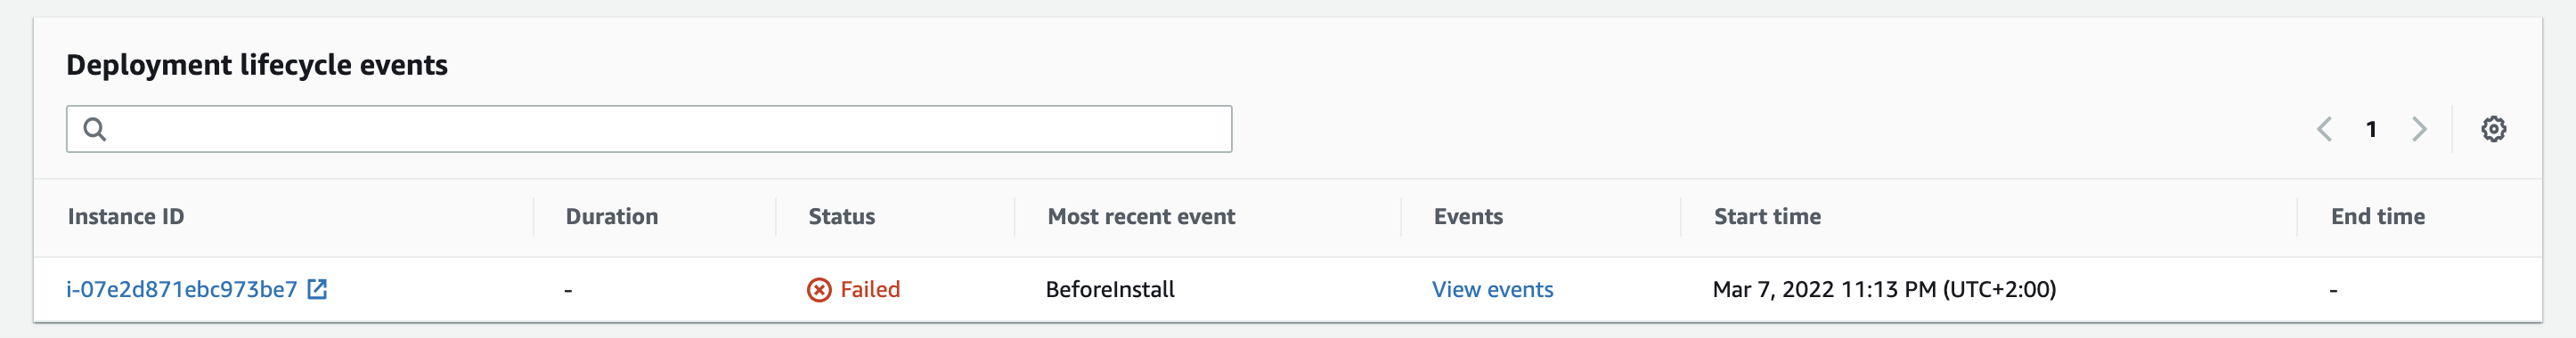 Deployment lifecycle events
1
Instance ID Duration Status Most recent event Events Start time End time
i-07e2d871ebc973be7 - Failed BeforeInstall View events Mar 7, 2022 11:13 PM (UTC+2:00) -